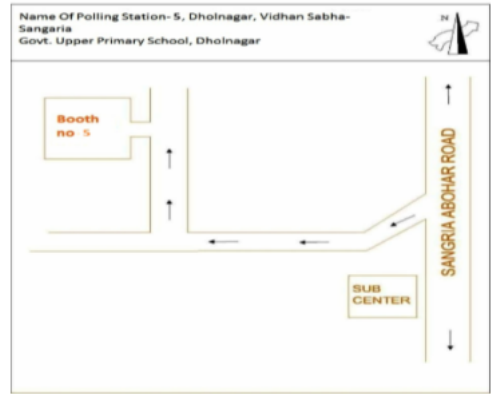 Name Of Polling Station- 5, Dholnagar, Vidhan Sabha-
Sangaria
Govt. Upper Primary School, Dholnagar
N
Booth
no 5
SANGRIA ABOHAR ROAD
SUB
CENTER